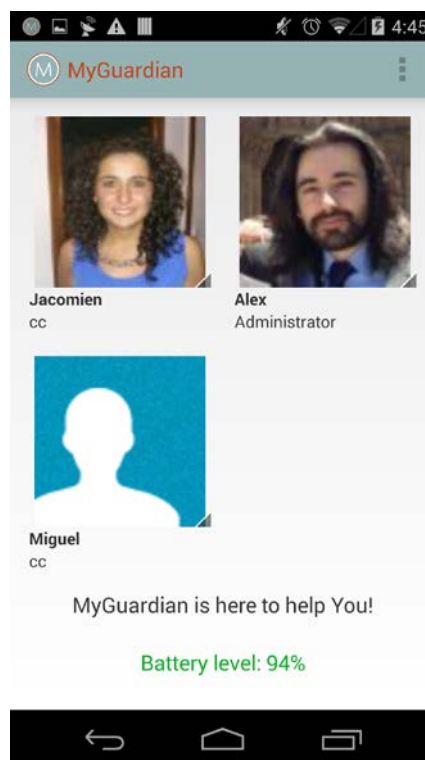 4:45
M MyGuardian
Jacomien
cc
Alex
Administrator
Miguel
cc
MyGuardian is here to help You!
Battery level: 94%